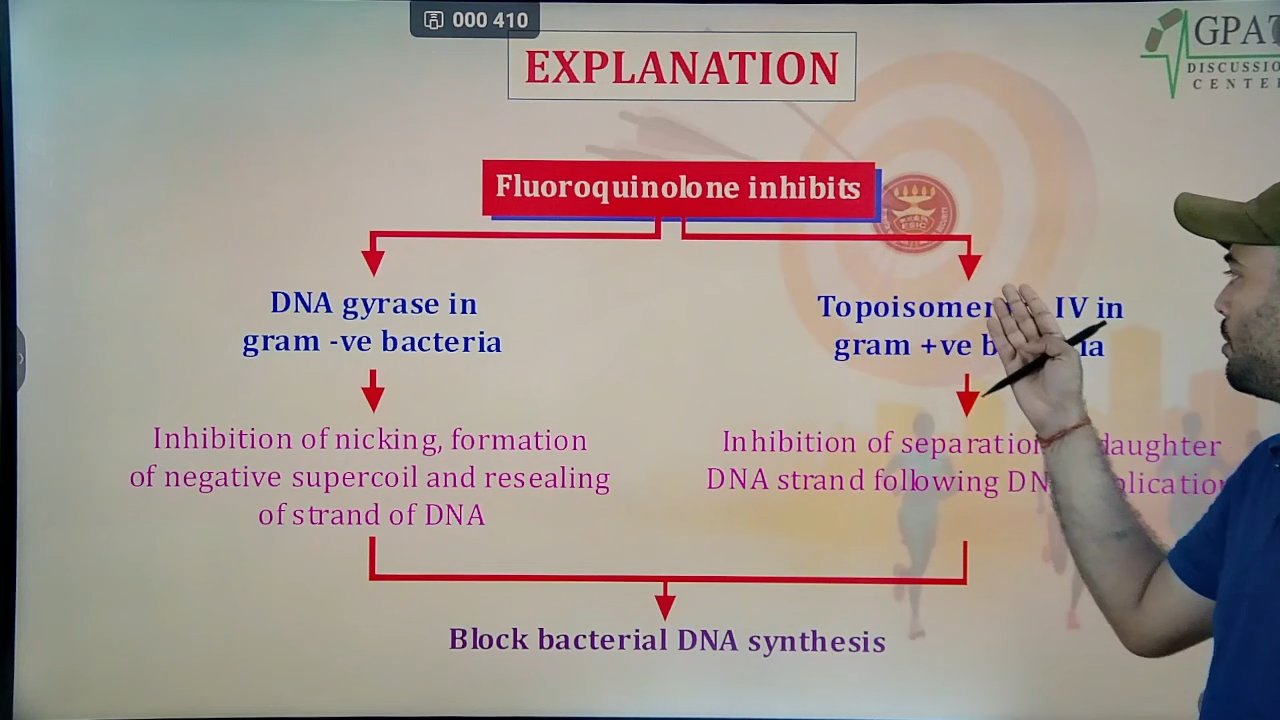 000 410
EXPLANATION
GPAT
DISCUSSIO
CENTE
Fluoroquinolone inhibits
ESIC
DNA gyrase in
gram -ve bacteria
IV in
gram +ve
Inhibition of nicking, formation
of negative supercoil and resealing
of strand of DNA
Inhibition of separation daughter
DNA strand following
Block bacterial DNA synthesis